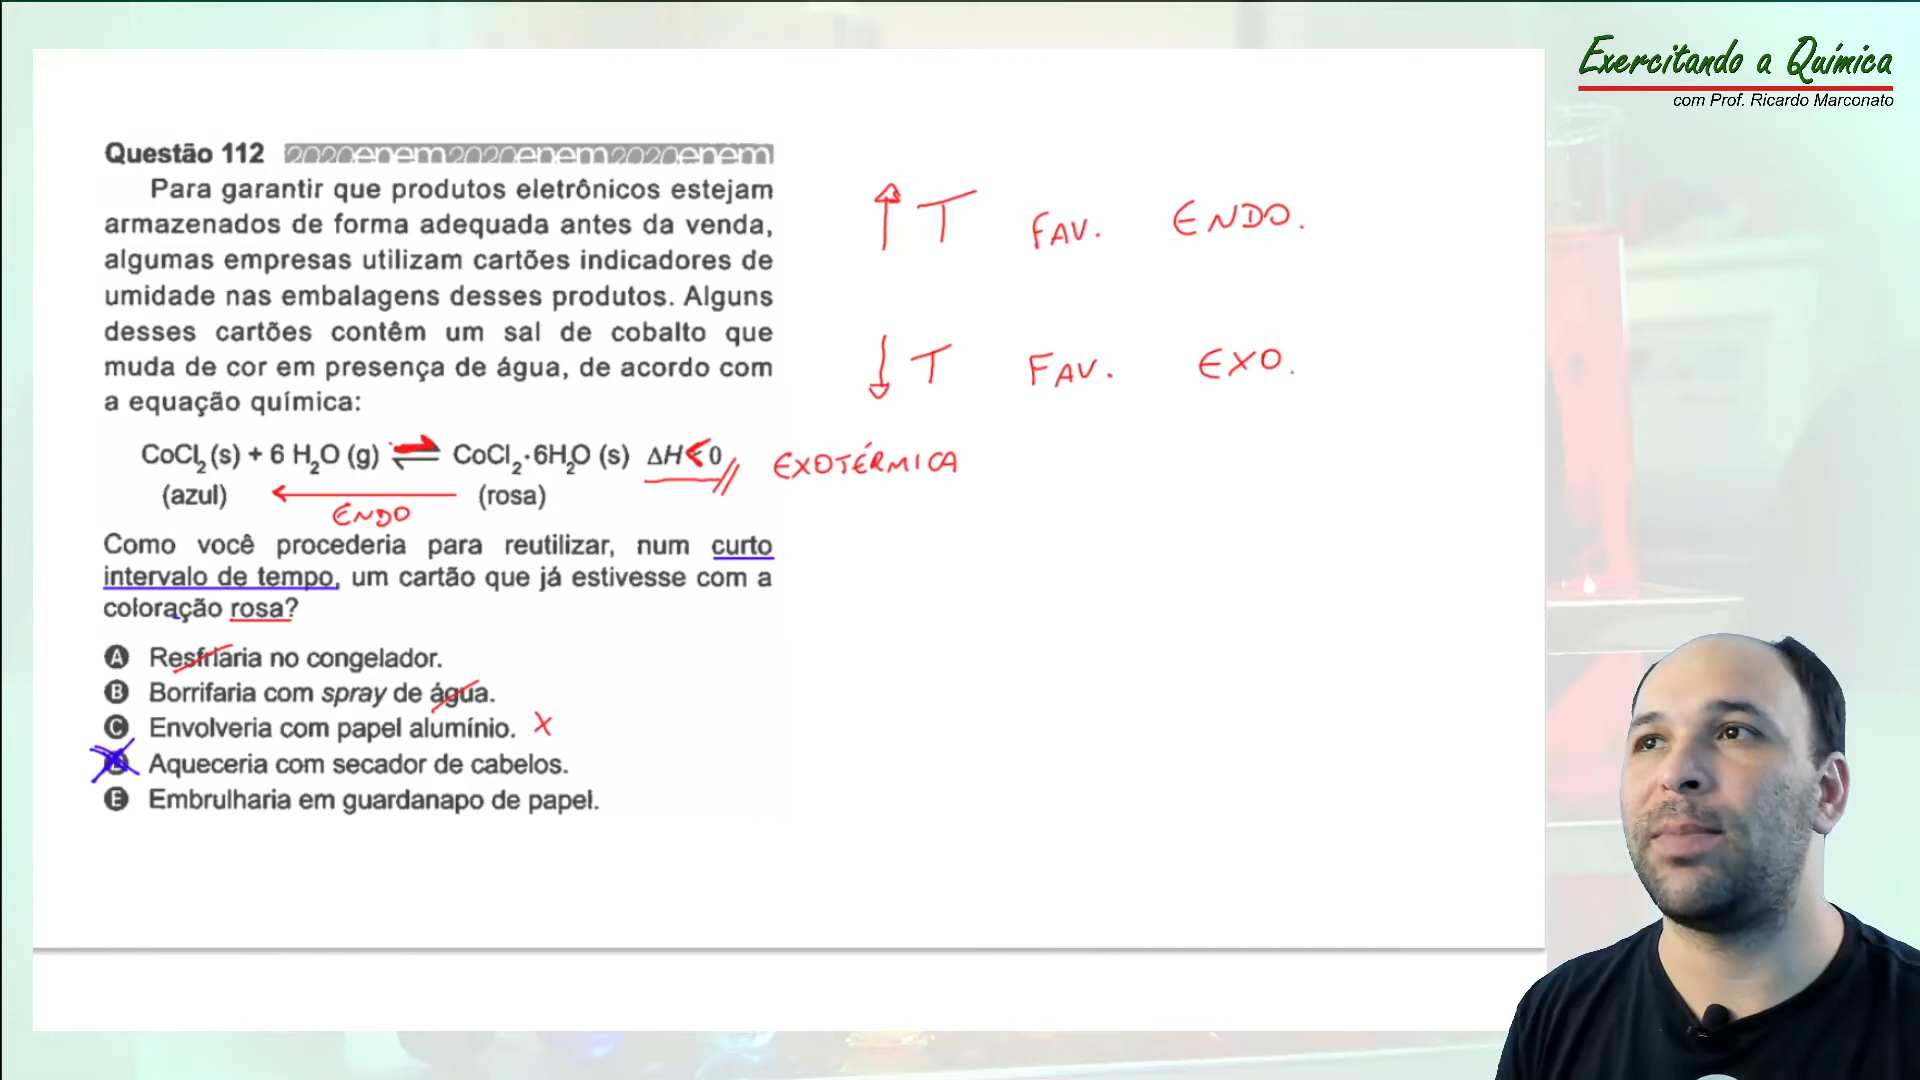 Exercitando a Química
com Prof. Ricardo Marconato
Questão 112 2020enem2020enem2020enem
Para garantir que produtos eletrônicos estejam
armazenados de forma adequada antes da venda,
algumas empresas utilizam cartões indicadores de
umidade nas embalagens desses produtos. Alguns
desses cartões contêm um sal de cobalto que
muda de cor em presença de água, de acordo com
a equação química:
CoCl₂ (s) + 6 H₂O (g) ⇌ CoCl₂·6H₂O (s) ΔH < 0 EXOTÉRMICA
(azul) ← (rosa)
ENDO
Como você procederia para reutilizar, num curto
intervalo de tempo, um cartão que já estivesse com a
coloração rosa?
A Resfriaria no congelador.
B Borrifaria com spray de água.
C Envolveria com papel alumínio. X
D Aqueceria com secador de cabelos.
E Embrulharia em guardanapo de papel.
↑ T FAV. ENDO.
↓ T FAV. EXO.